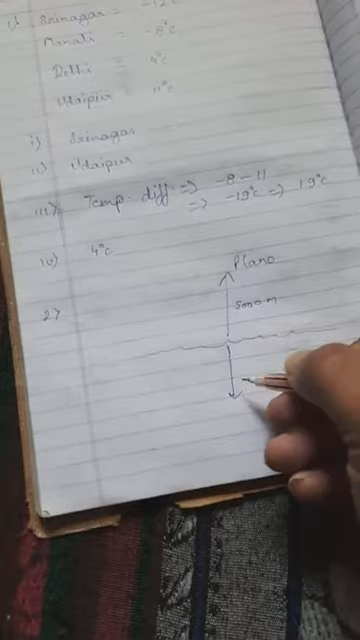 1) Srinagar = -12°C
Manali = -8°C
Delhi = 4°C
Udaipur = 11°C
i) Srinagar
ii) Udaipur
iii) Temp. diff. => -8 - 11
=> -19°C => 19°C
iv) 4°C
2)
Plane
5000 m